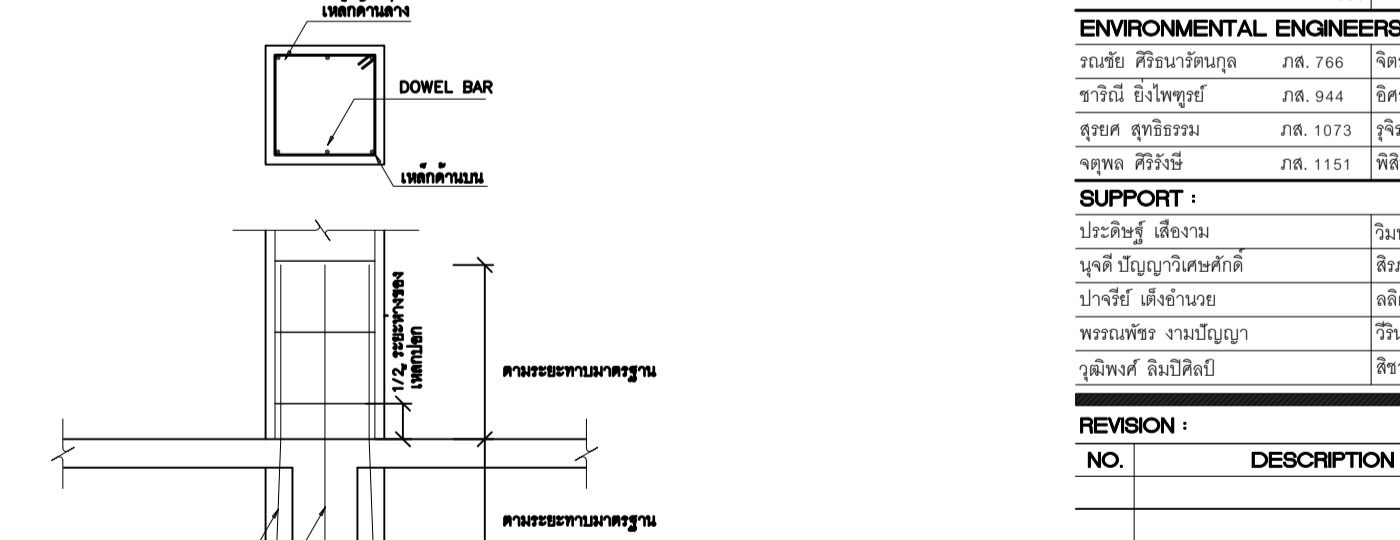 เหล็กด้านล่าง
DOWEL BAR
เหล็กด้านบน
1/2 ระยะห่างของ
เหล็กปลอก
ตามระยะทาบมาตรฐาน
ตามระยะทาบมาตรฐาน
ENVIRONMENTAL ENGINEERS
รณชัย ศิริธนารัตนกุล ภส. 766
ชาริณี ยิ่งไพฑูรย์ ภส. 944
สุรยศ สุทธิธรรม ภส. 1073
จตุพล ศิริรังษี ภส. 1151
SUPPORT :
ประดิษฐ์ เสืองาม
นุจดี ปัญญาวิเศษศักดิ์
ปาจรีย์ เต็งอำนวย
พรรณพัชร งามปัญญา
วุฒิพงศ์ ลิมปิศิลป์
REVISION :
NO. DESCRIPTION